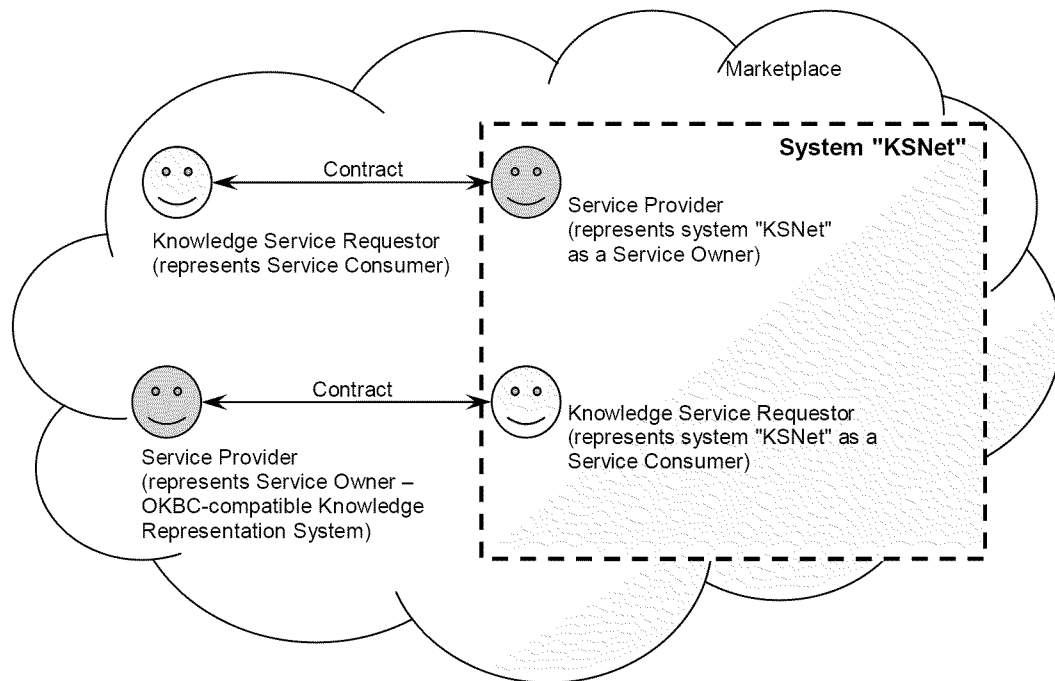 Marketplace
System "KSNet"
Contract
Knowledge Service Requestor
(represents Service Consumer)
Service Provider
(represents system "KSNet"
as a Service Owner)
Contract
Service Provider
(represents Service Owner –
OKBC-compatible Knowledge
Representation System)
Knowledge Service Requestor
(represents system "KSNet" as a
Service Consumer)